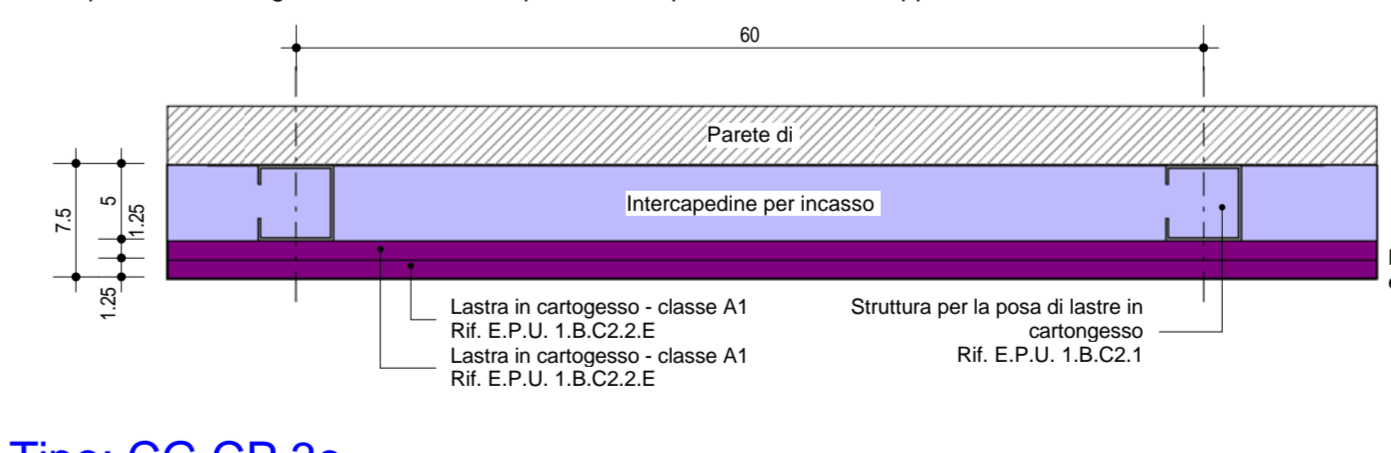 60
Parete di
Intercapedine per incasso
7.5
5
1.25
1.25
Lastra in cartogesso - classe A1
Rif. E.P.U. 1.B.C2.2.E
Lastra in cartogesso - classe A1
Rif. E.P.U. 1.B.C2.2.E
Struttura per la posa di lastre in
cartongesso
Rif. E.P.U. 1.B.C2.1